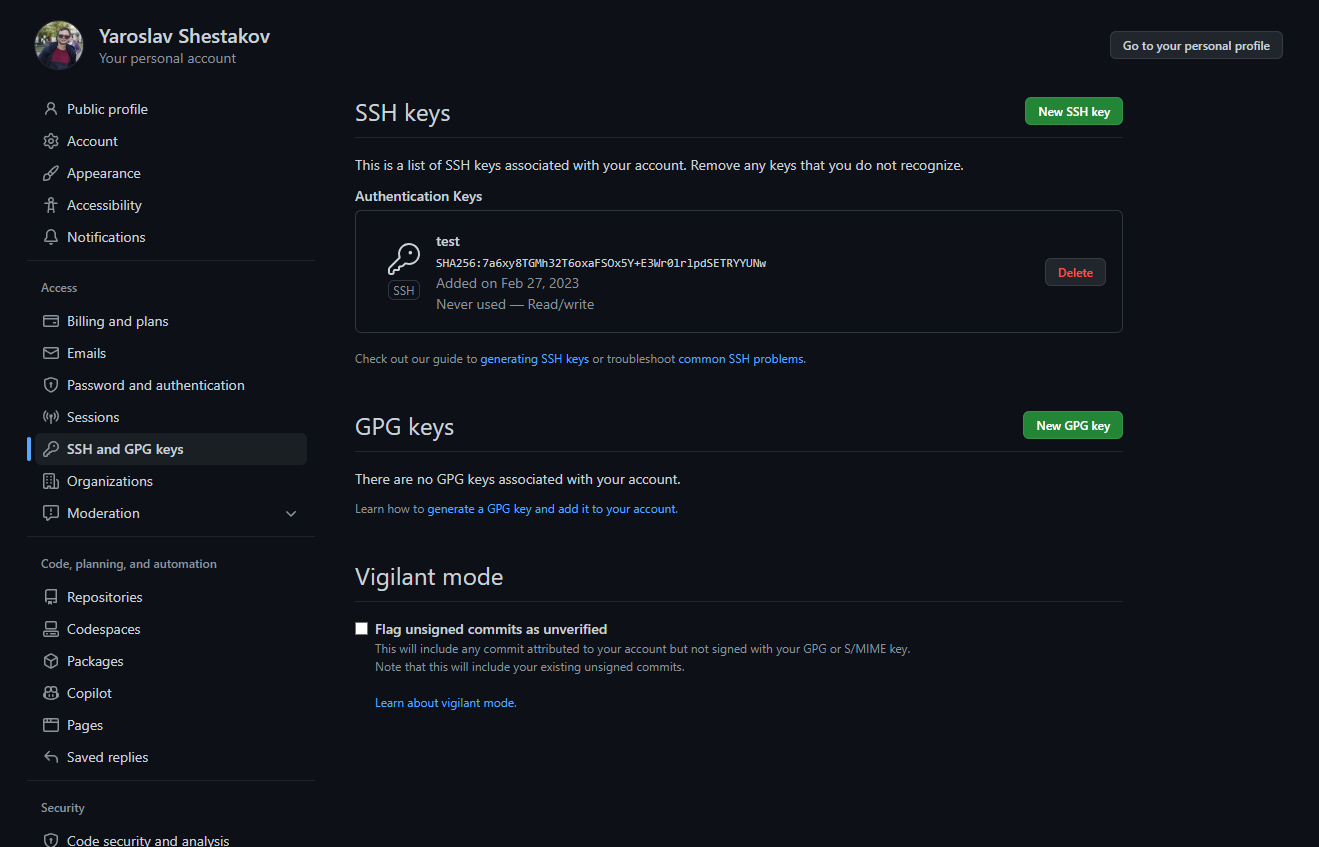 Yaroslav Shestakov
Your personal account
Go to your personal profile
Public profile
Account
Appearance
Accessibility
Notifications
Access
Billing and plans
Emails
Password and authentication
Sessions
SSH and GPG keys
Organizations
Moderation
Code, planning, and automation
Repositories
Codespaces
Packages
Copilot
Pages
Saved replies
Security
Code security and analysis
SSH keys
New SSH key
This is a list of SSH keys associated with your account. Remove any keys that you do not recognize.
Authentication Keys
SSH
test
SHA256:7a6xy8TGMh32T6oxaFSOx5Y+E3Wr0lrlpdSETRYYUNw
Added on Feb 27, 2023
Never used — Read/write
Delete
Check out our guide to generating SSH keys or troubleshoot common SSH problems.
GPG keys
New GPG key
There are no GPG keys associated with your account.
Learn how to generate a GPG key and add it to your account.
Vigilant mode
Flag unsigned commits as unverified
This will include any commit attributed to your account but not signed with your GPG or S/MIME key.
Note that this will include your existing unsigned commits.
Learn about vigilant mode.